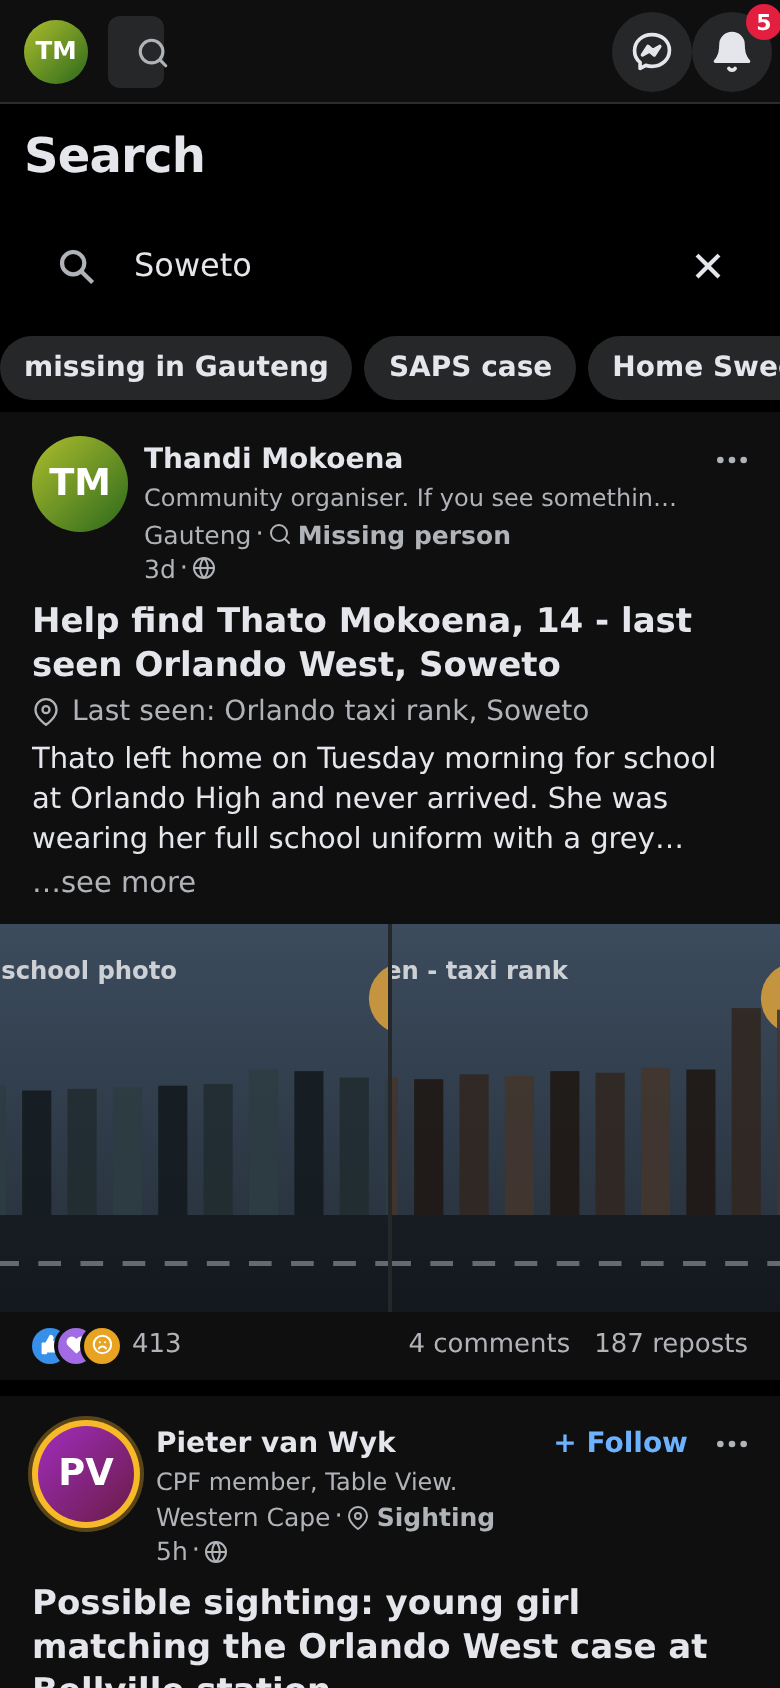 TM
5
Search
Soweto
missing in Gauteng
SAPS case
Home
TM
Thandi Mokoena
Community organiser. If you see somethin...
Gauteng · Missing person
3d ·
Help find Thato Mokoena, 14 - last
seen Orlando West, Soweto
Last seen: Orlando taxi rank, Soweto
Thato left home on Tuesday morning for school
at Orlando High and never arrived. She was
wearing her full school uniform with a grey...
...see more
school photo
en - taxi rank
413
4 comments 187 reposts
PV
Pieter van Wyk
+ Follow
CPF member, Table View.
Western Cape · Sighting
5h ·
Possible sighting: young girl
matching the Orlando West case at
Bellville station